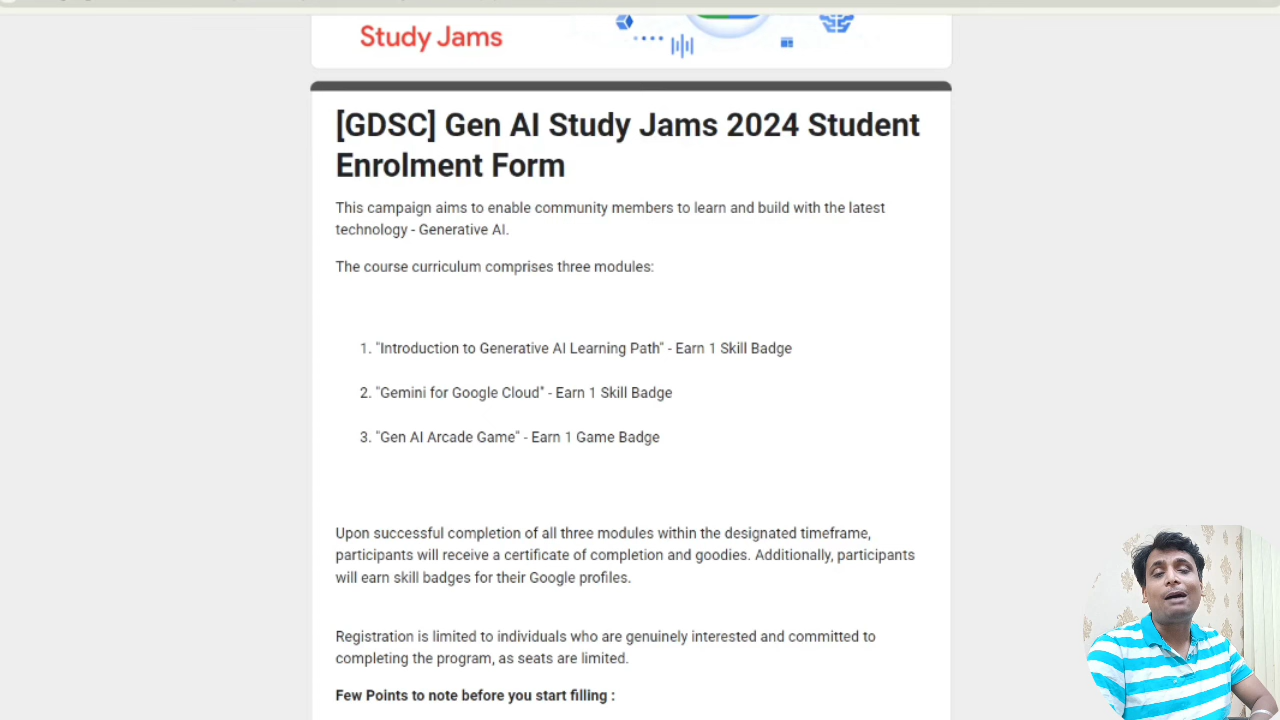 Study Jams
[GDSC] Gen AI Study Jams 2024 Student
Enrolment Form
This campaign aims to enable community members to learn and build with the latest
technology - Generative AI.
The course curriculum comprises three modules:
1. "Introduction to Generative AI Learning Path" - Earn 1 Skill Badge
2. "Gemini for Google Cloud" - Earn 1 Skill Badge
3. "Gen AI Arcade Game" - Earn 1 Game Badge
Upon successful completion of all three modules within the designated timeframe,
participants will receive a certificate of completion and goodies. Additionally, participants
will earn skill badges for their Google profiles.
Registration is limited to individuals who are genuinely interested and committed to
completing the program, as seats are limited.
Few Points to note before you start filling :